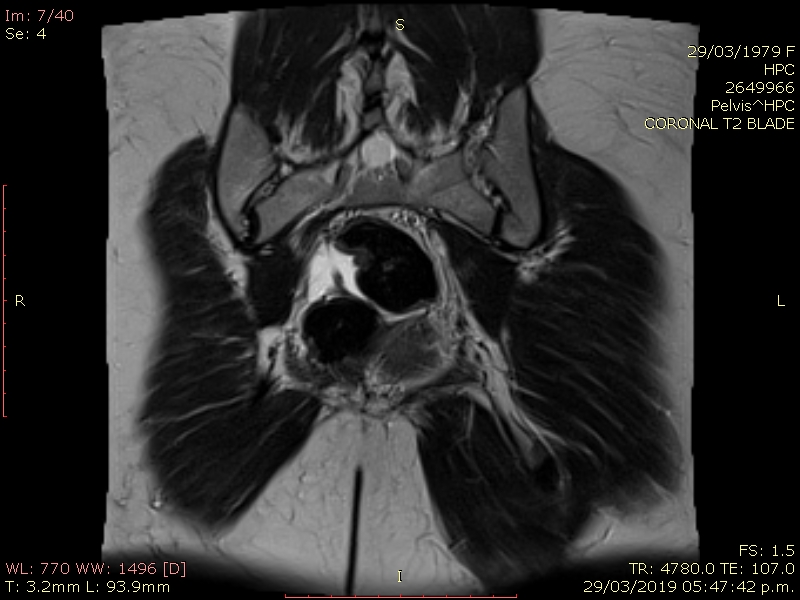 Im: 7/40
Se: 4
S
29/03/1979 F
HPC
2649966
Pelvis^HPC
CORONAL T2 BLADE
R
L
WL: 770 WW: 1496 [D]
T: 3.2mm L: 93.9mm
I
FS: 1.5
TR: 4780.0 TE: 107.0
29/03/2019 05:47:42 p.m.